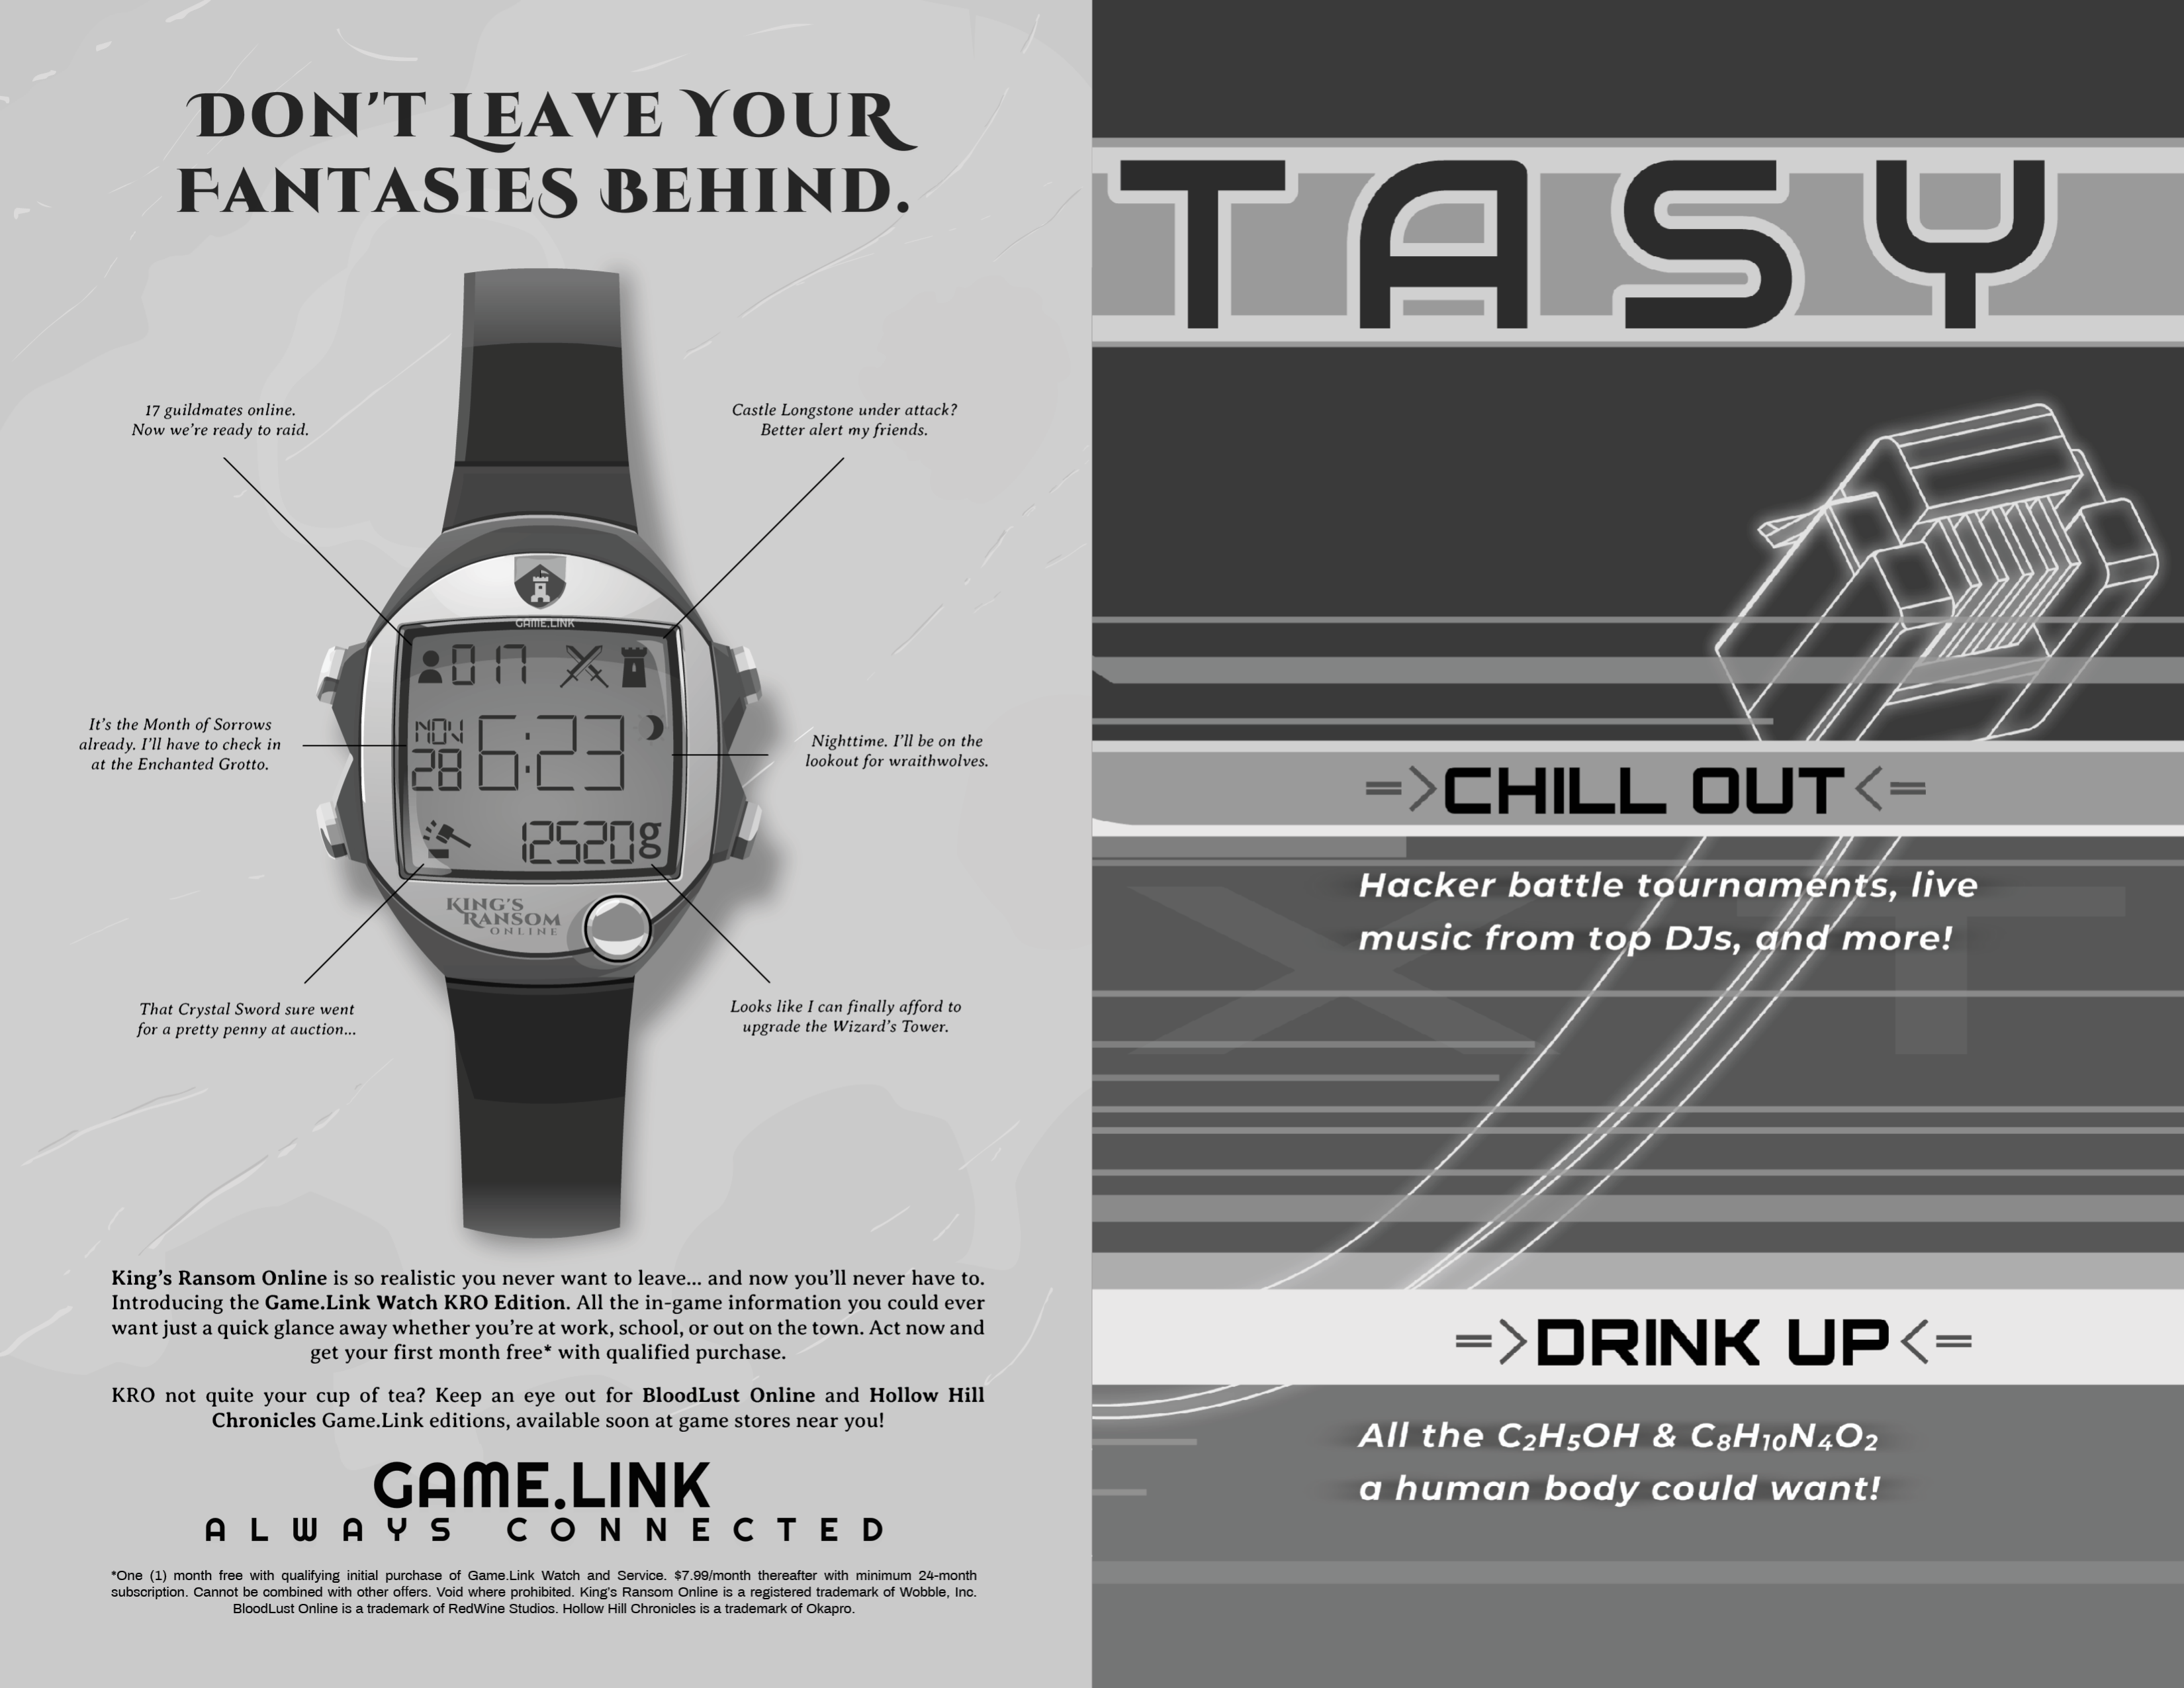 DON'T LEAVE YOUR
FANTASIES BEHIND.
17 guildmates online.
Now we're ready to raid.
Castle Longstone under attack?
Better alert my friends.
GAME.LINK
017
NOV
28
6:23
12520g
It's the Month of Sorrows
already. I'll have to check in
at the Enchanted Grotto.
Nighttime. I'll be on the
lookout for wraithwolves.
KING'S
RANSOM
ONLINE
That Crystal Sword sure went
for a pretty penny at auction...
Looks like I can finally afford to
upgrade the Wizard's Tower.
King's Ransom Online is so realistic you never want to leave... and now you'll never have to.
Introducing the Game.Link Watch KRO Edition. All the in-game information you could ever
want just a quick glance away whether you're at work, school, or out on the town. Act now and
get your first month free* with qualified purchase.
KRO not quite your cup of tea? Keep an eye out for BloodLust Online and Hollow Hill
Chronicles Game.Link editions, available soon at game stores near you!
GAME.LINK
ALWAYS CONNECTED
*One (1) month free with qualifying initial purchase of Game.Link Watch and Service. $7.99/month thereafter with minimum 24-month
subscription. Cannot be combined with other offers. Void where prohibited. King's Ransom Online is a registered trademark of Wobble, Inc.
BloodLust Online is a trademark of RedWine Studios. Hollow Hill Chronicles is a trademark of Okapro.
TASY
=>CHILL OUT<=
Hacker battle tournaments, live
music from top DJs, and more!
X T
=>DRINK UP<=
All the C₂H₅OH & C₈H₁₀N₄O₂
a human body could want!